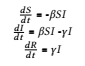 dS/dt = -βSI
dI/dt = βSI -γI
dR/dt = γI